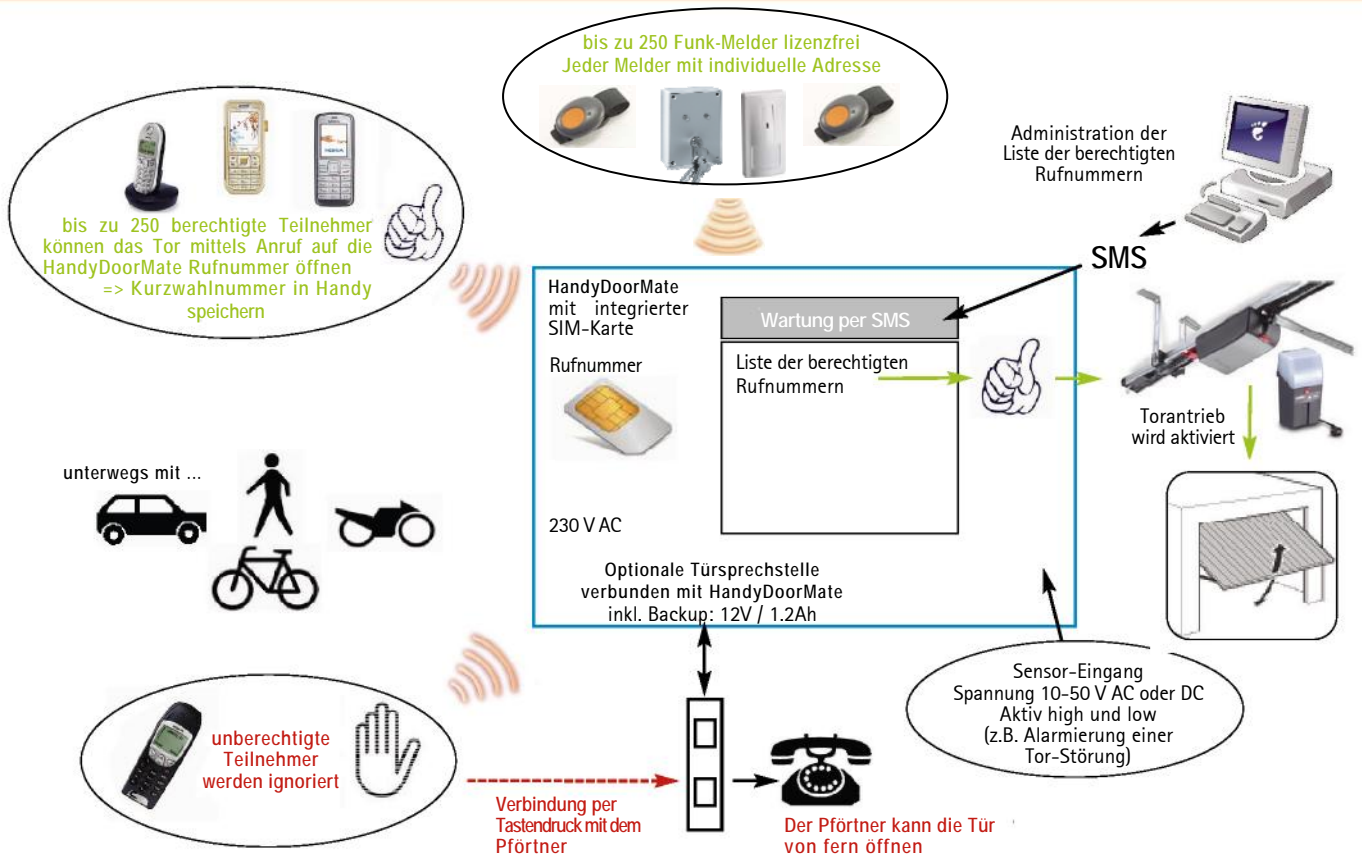 bis zu 250 Funk-Melder lizenzfrei
Jeder Melder mit individuelle Adresse
bis zu 250 berechtigte Teilnehmer
können das Tor mittels Anruf auf die
HandyDoorMate Rufnummer öffnen
=> Kurzwahlnummer in Handy
speichern
Administration der
Liste der berechtigten
Rufnummern
SMS
HandyDoorMate
mit integrierter
SIM-Karte
Rufnummer
230 V AC
Wartung per SMS
Liste der berechtigten
Rufnummern
Torantrieb
wird aktiviert
unterwegs mit ...
Optionale Türsprechstelle
verbunden mit HandyDoorMate
inkl. Backup: 12V / 1.2Ah
Sensor-Eingang
Spannung 10-50 V AC oder DC
Aktiv high und low
(z.B. Alarmierung einer
Tor-Störung)
unberechtigte
Teilnehmer
werden ignoriert
Verbindung per
Tastendruck mit dem
Pförtner
Der Pförtner kann die Tür
von fern öffnen